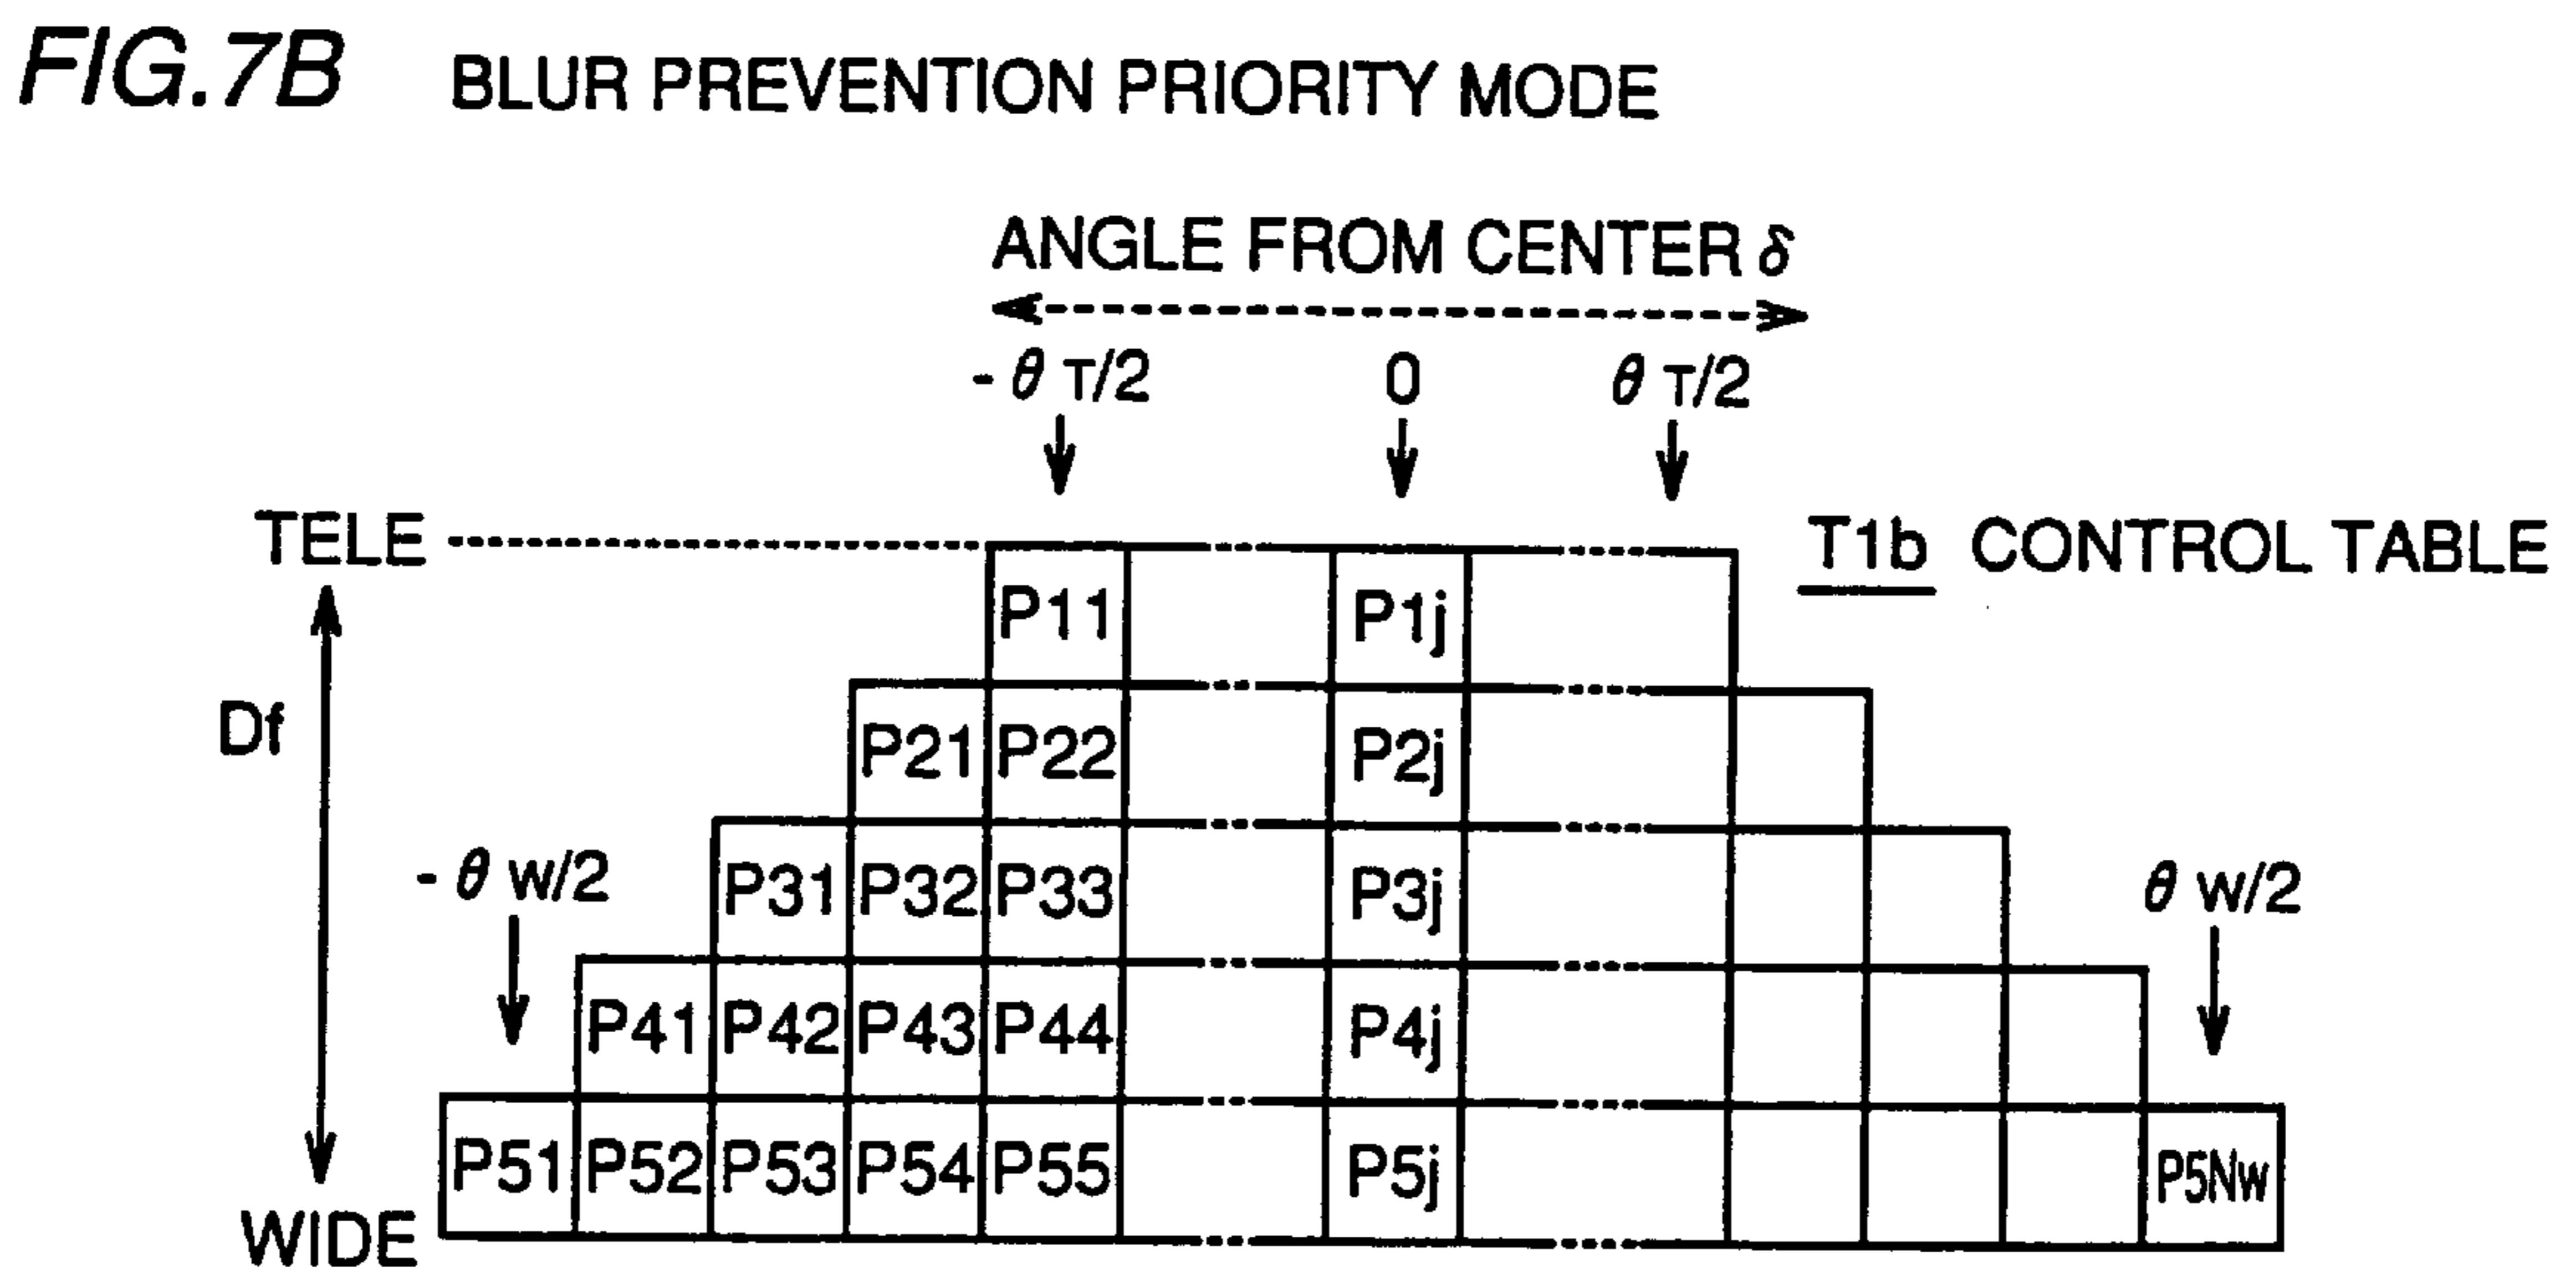 FIG.7B BLUR PREVENTION PRIORITY MODE
ANGLE FROM CENTER δ
- θ T/2 0 θ T/2
TELE T1b CONTROL TABLE
P11 P1j
Df P21 P22 P2j
- θ W/2 P31 P32 P33 P3j θ W/2
P41 P42 P43 P44 P4j
P51 P52 P53 P54 P55 P5j P5Nw
WIDE